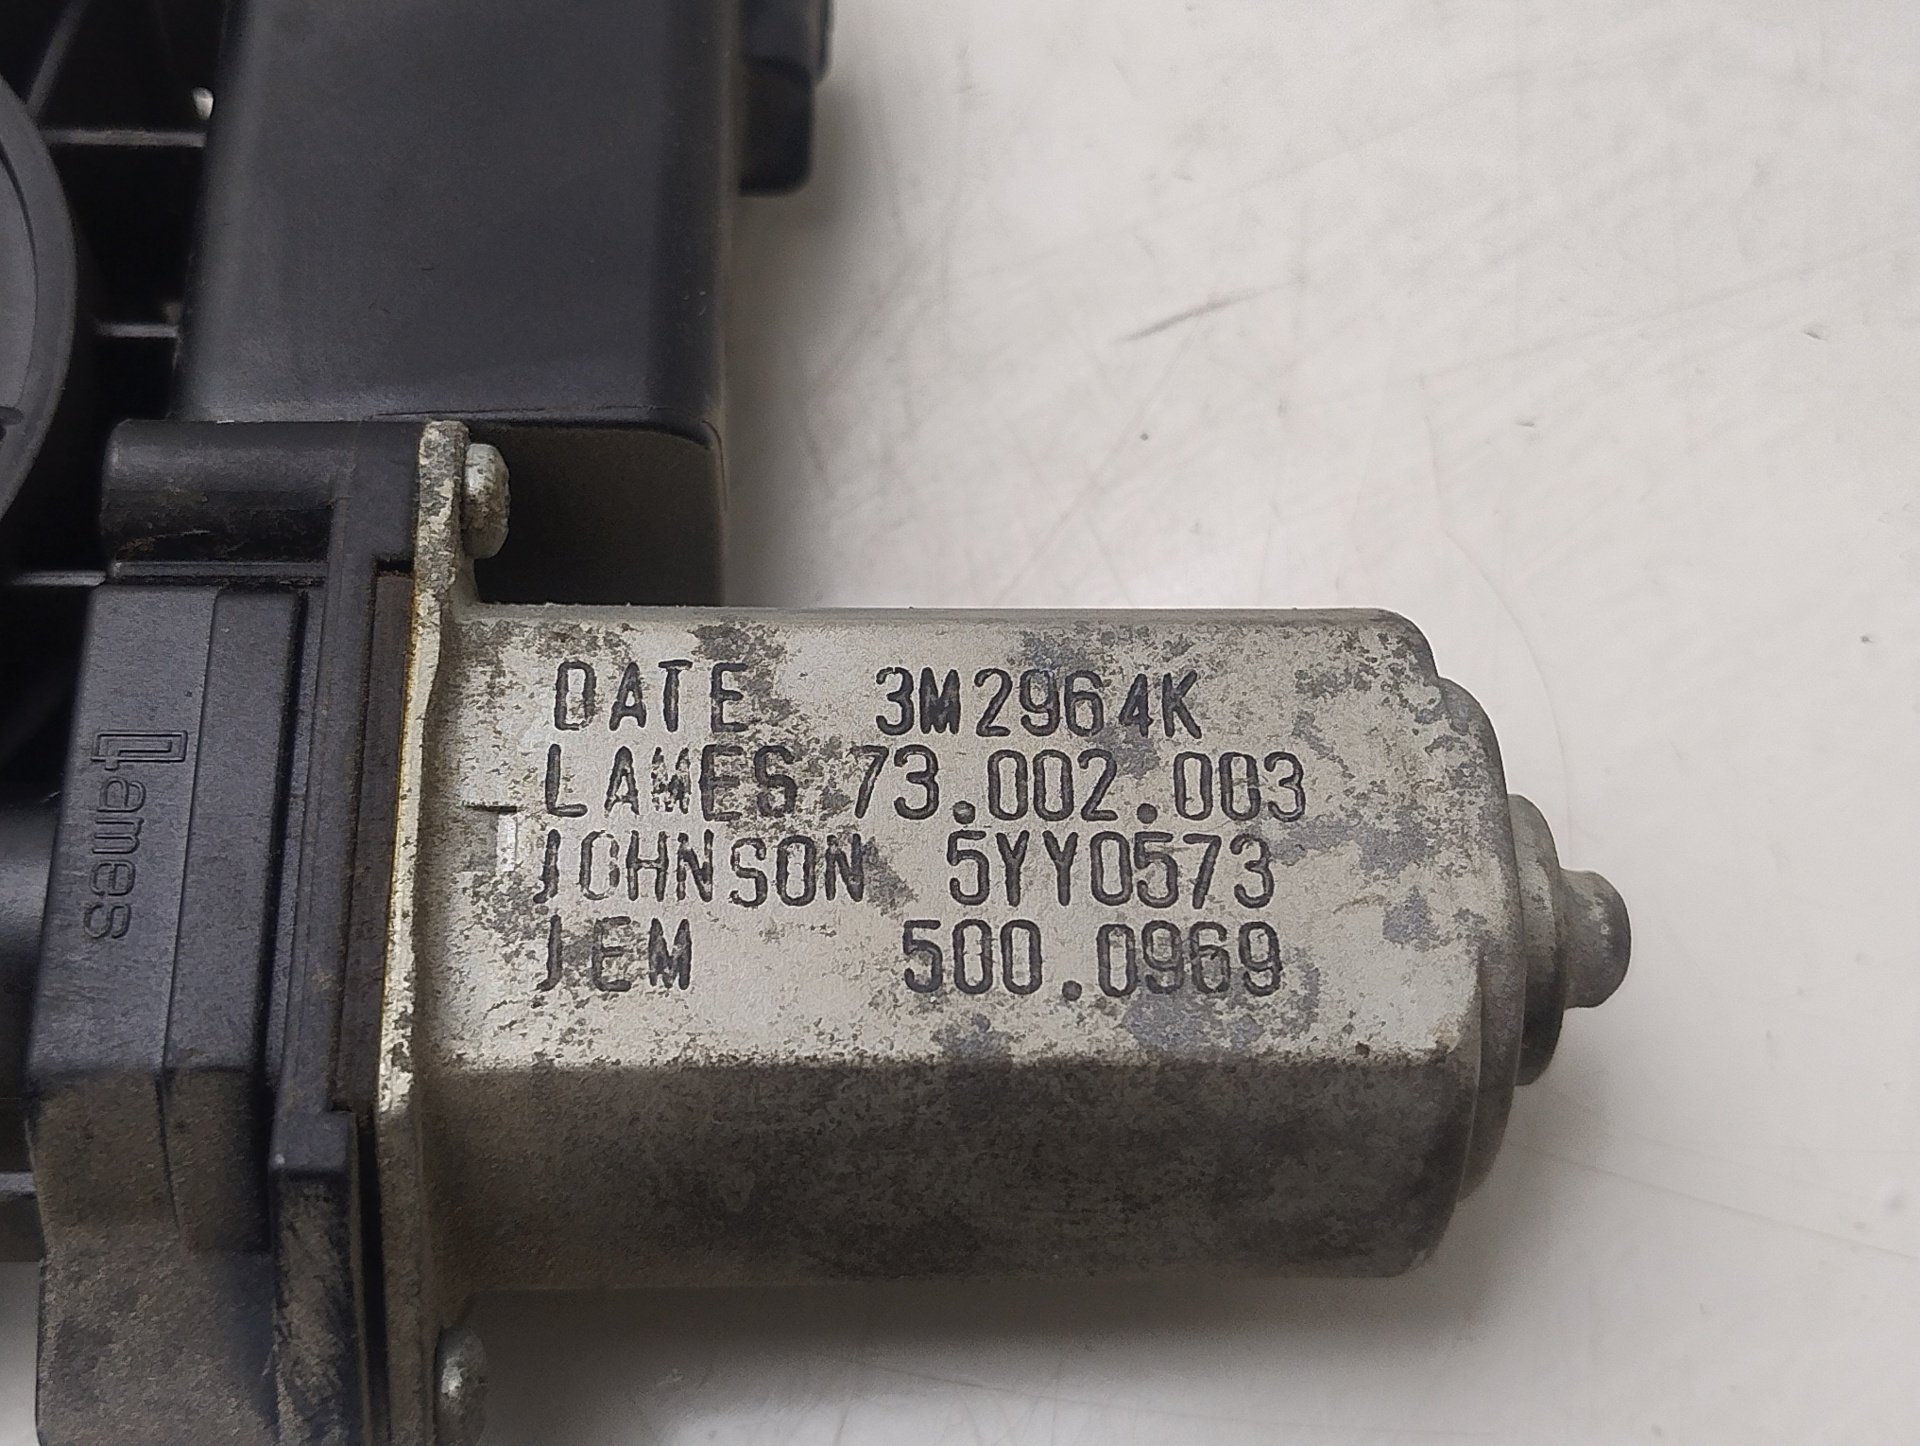 DATE 3M2964K
LAMES 73.002.003
JOHNSON 5YY0573
JEM 500.0969
Lames